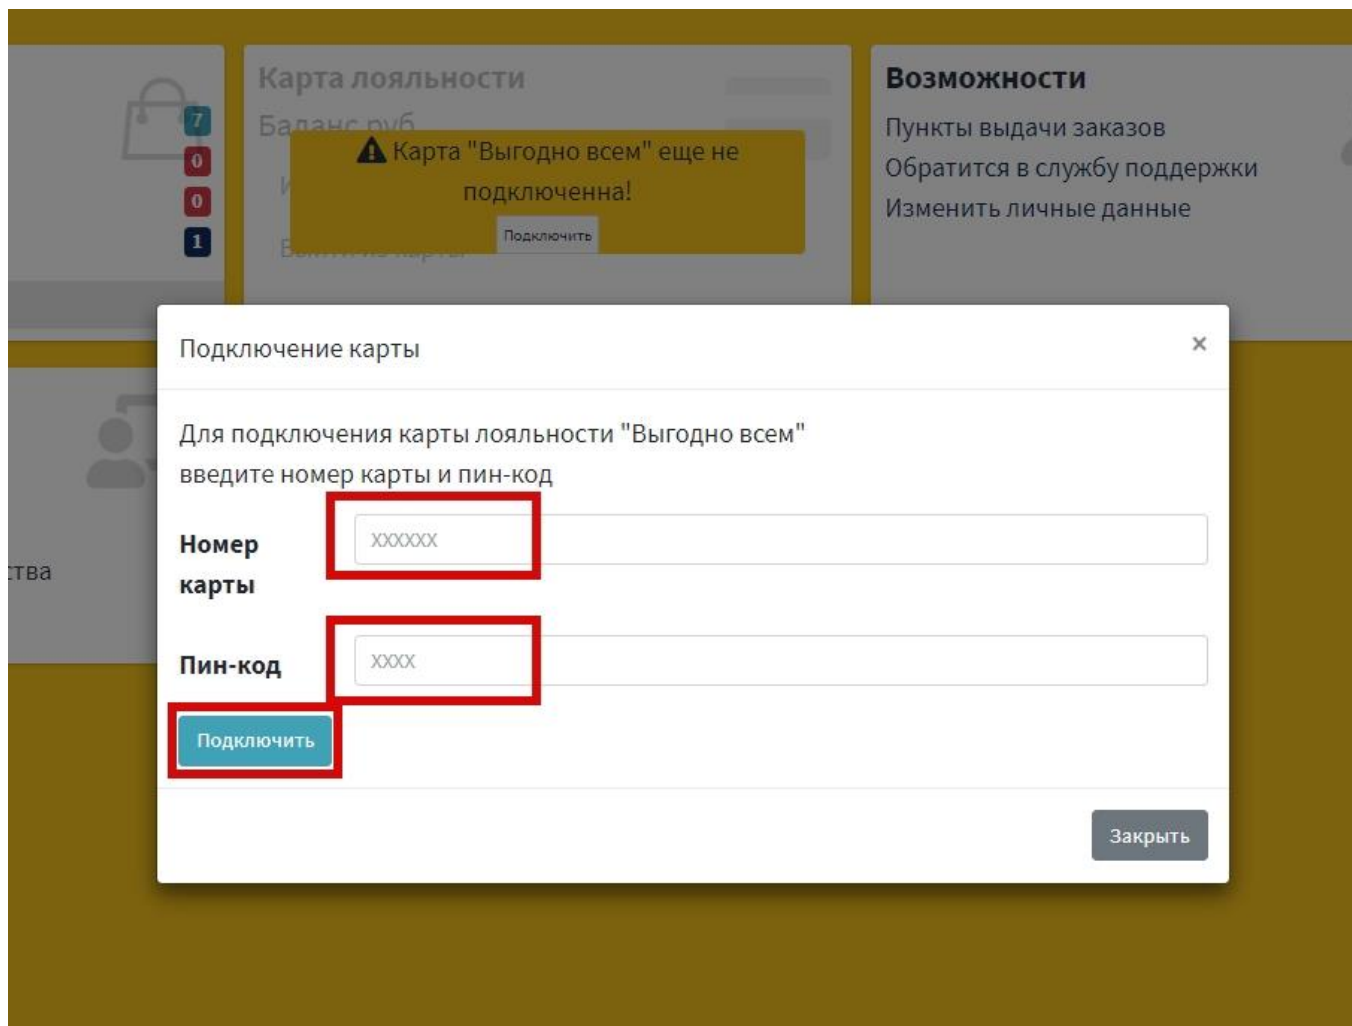 7
0
0
1
Карта лояльности
Баланс руб
Карта "Выгодно всем" еще не
подключенна!
Подключить
Возможности
Пункты выдачи заказов
Обратится в службу поддержки
Изменить личные данные
Подключение карты
×
Для подключения карты лояльности "Выгодно всем"
введите номер карты и пин-код
Номер
карты
XXXXXX
Пин-код
XXXX
Подключить
Закрыть